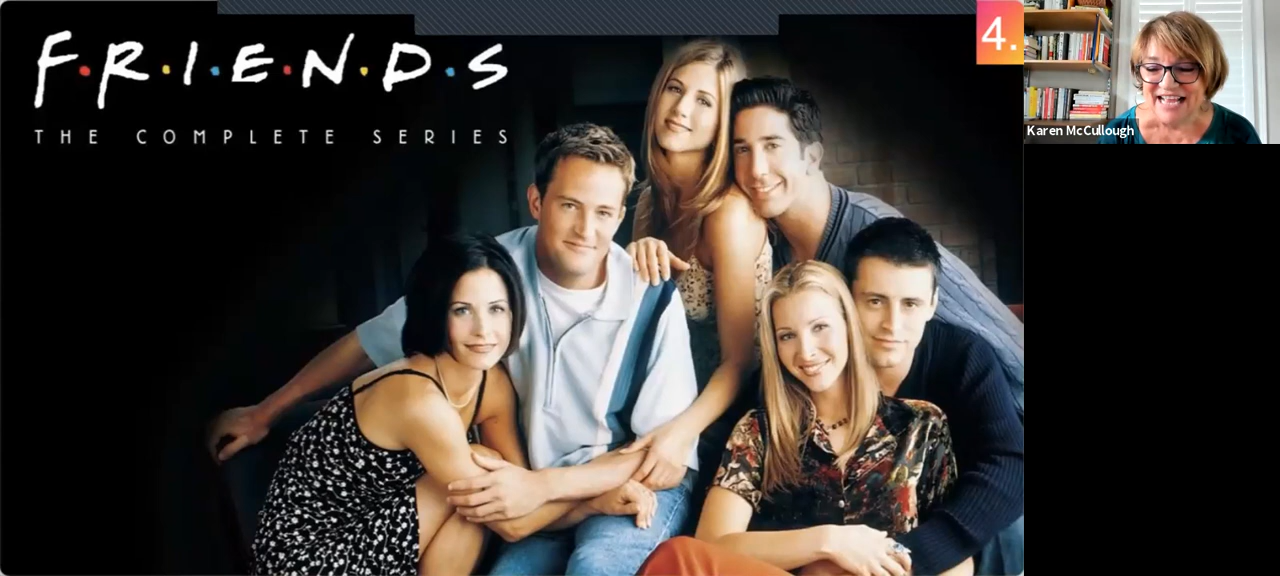 F·R·I·E·N·D·S
THE COMPLETE SERIES
4.
Karen McCullough